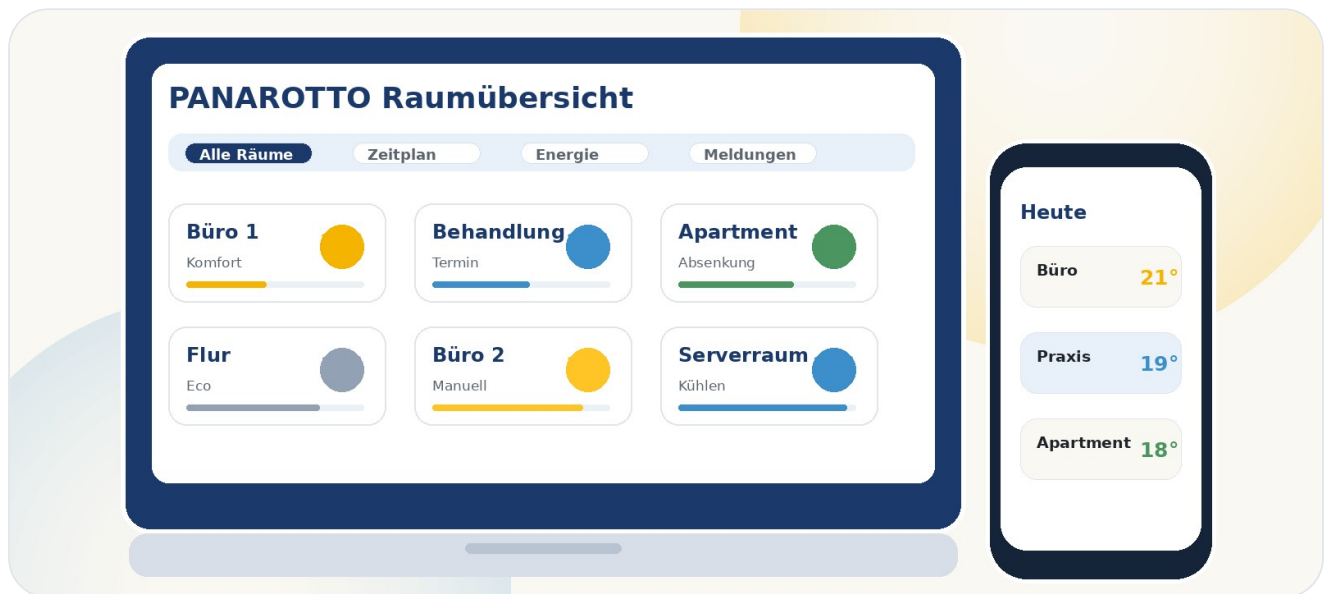 PANAROTTO Raumübersicht
Alle Räume Zeitplan Energie Meldungen
Büro 1
Komfort
Behandlung
Termin
Apartment
Absenkung
Flur
Eco
Büro 2
Manuell
Serverraum
Kühlen
Heute
Büro 21°
Praxis 19°
Apartment 18°